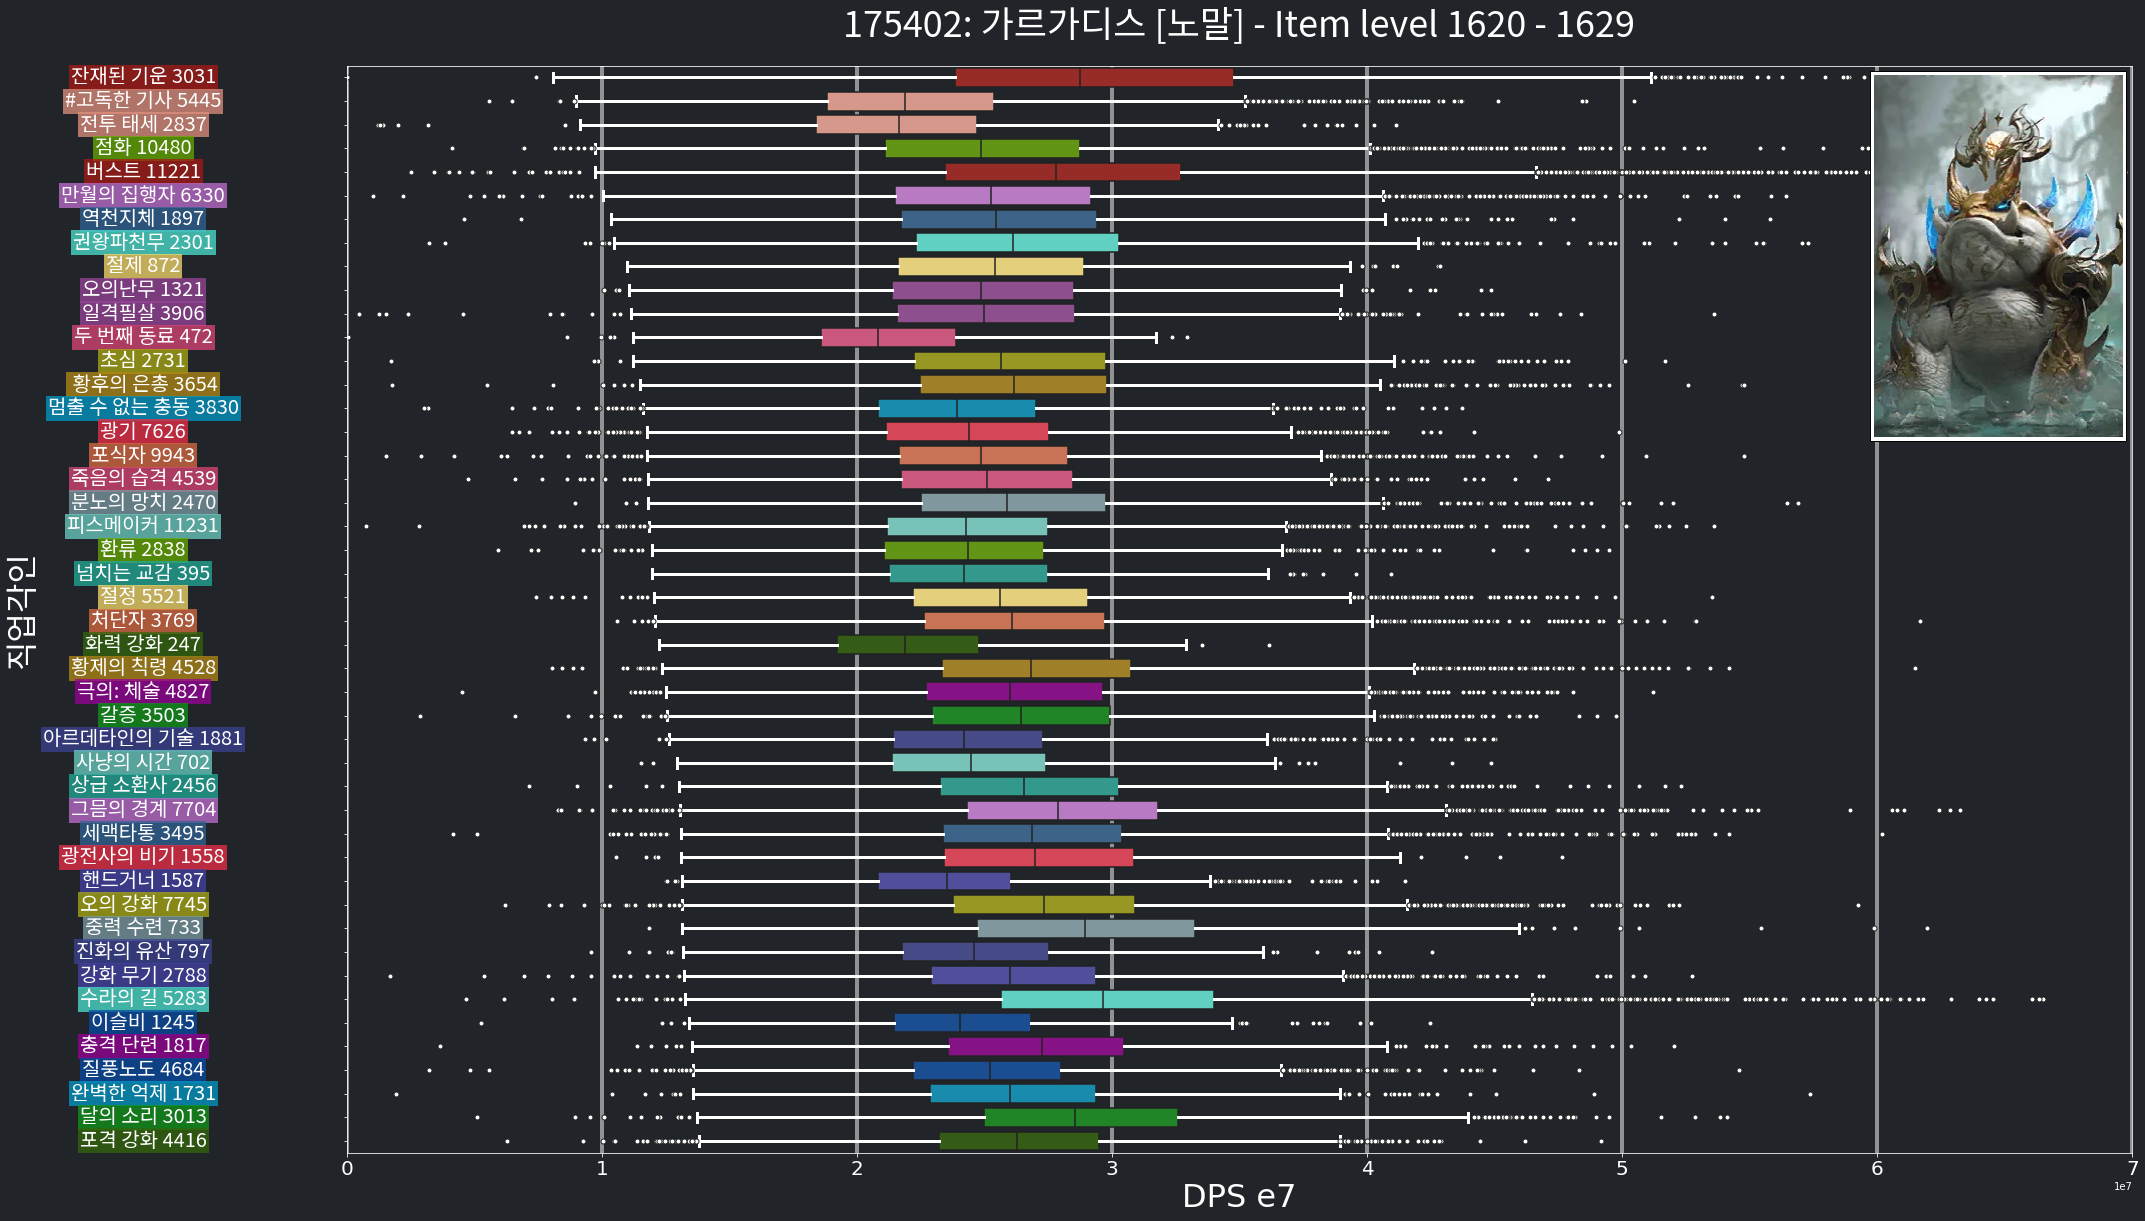 175402: 가르가디스 [노말] - Item level 1620 - 1629
잔재된 기운 3031
#고독한 기사 5445
전투 태세 2837
점화 10480
버스트 11221
만월의 집행자 6330
역천지체 1897
권왕파천무 2301
절제 872
오의난무 1321
일격필살 3906
두 번째 동료 472
초심 2731
황후의 은총 3654
멈출 수 없는 충동 3830
광기 7626
포식자 9943
죽음의 습격 4539
분노의 망치 2470
피스메이커 11231
환류 2838
넘치는 교감 395
절정 5521
처단자 3769
화력 강화 247
황제의 칙령 4528
극의: 체술 4827
갈증 3503
아르데타인의 기술 1881
사냥의 시간 702
상급 소환사 2456
그믐의 경계 7704
세맥타통 3495
광전사의 비기 1558
핸드거너 1587
오의 강화 7745
중력 수련 733
진화의 유산 797
강화 무기 2788
수라의 길 5283
이슬비 1245
충격 단련 1817
질풍노도 4684
완벽한 억제 1731
달의 소리 3013
포격 강화 4416
직업각인
0 1 2 3 4 5 6 7
1e7
DPS e7